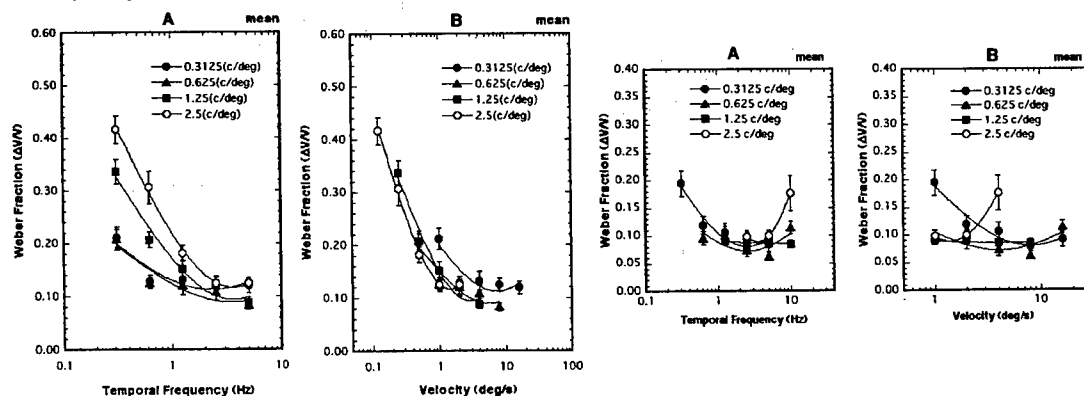 A mean
0.60
0.50
0.40
0.30
0.20
0.10
0.00
Weber Fraction (ΔV/V)
0.3125(c/deg)
0.625(c/deg)
1.25(c/deg)
2.5(c/deg)
0.1 1 10
Temporal Frequency (Hz)
B mean
0.60
0.50
0.40
0.30
0.20
0.10
0.00
Weber Fraction (ΔV/V)
0.3125(c/deg)
0.625(c/deg)
1.25(c/deg)
2.5(c/deg)
0.1 1 10 100
Velocity (deg/s)
A mean
0.40
0.35
0.30
0.25
0.20
0.15
0.10
0.05
0.00
Weber Fraction (ΔV/V)
0.3125 c/deg
0.625 c/deg
1.25 c/deg
2.5 c/deg
0.1 1 10
Temporal Frequency (Hz)
B mean
0.40
0.35
0.30
0.25
0.20
0.15
0.10
0.05
0.00
Weber Fraction (ΔV/V)
0.3125 c/deg
0.625 c/deg
1.25 c/deg
2.5 c/deg
1 10
Velocity (deg/s)